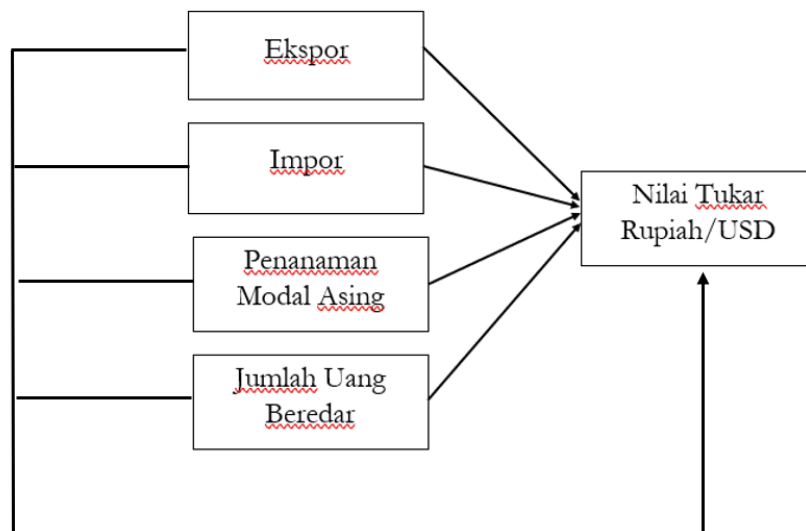 Ekspor
Impor
Penanaman
Modal Asing
Jumlah Uang
Beredar
Nilai Tukar
Rupiah/USD